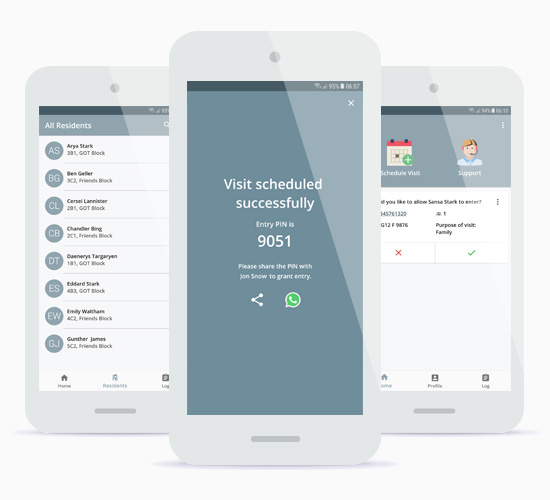 93%
All Residents
AS
Arya Stark
3B1, GOT Block
BG
Ben Geller
3C2, Friends Block
CL
Cersei Lannister
2B1, GOT Block
CB
Chandler Bing
2C1, Friends Block
DT
Daenerys Targaryen
1B1, GOT Block
ES
Eddard Stark
4B3, GOT Block
EW
Emily Waltham
4C2, Friends Block
GJ
Gunther James
5C2, Friends Block
Home
Residents
Log
93% 06:07
×
Visit scheduled
successfully
Entry PIN is
9051
Please share the PIN with
Jon Snow to grant entry.
94% 06:10
Schedule Visit
Support
you like to allow Sansa Stark to enter?
: 1
G12 F 9876
Purpose of visit:
Family
ome
Profile
Log